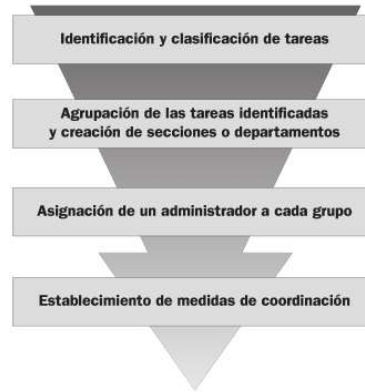 Identificación y clasificación de tareas
Agrupación de las tareas identificadas
y creación de secciones o departamentos
Asignación de un administrador a cada grupo
Establecimiento de medidas de coordinación